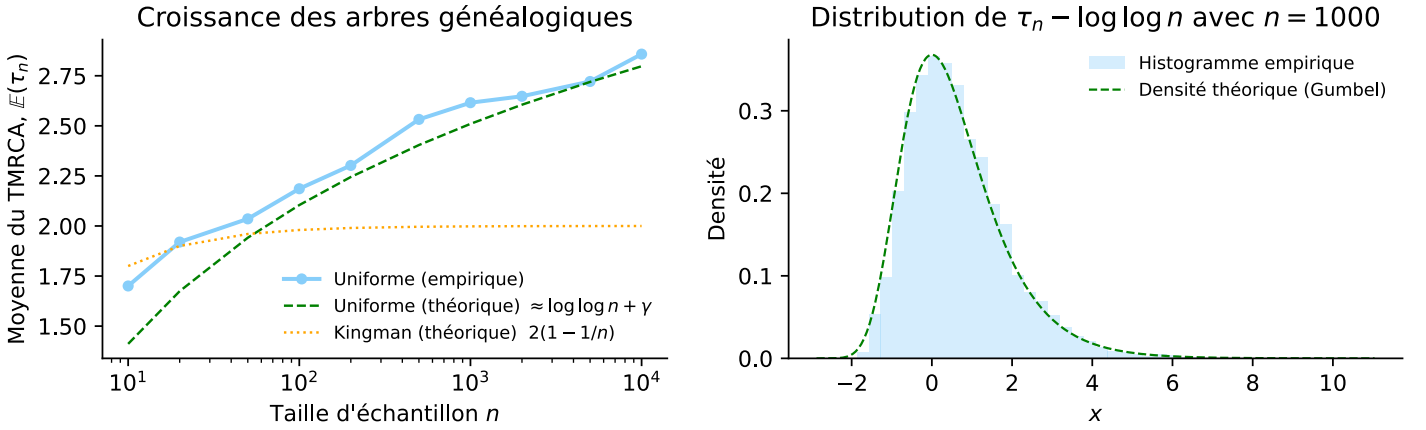 Croissance des arbres généalogiques
Moyenne du TMRCA, 𝔼(τₙ)
2.75
2.50
2.25
2.00
1.75
1.50
Uniforme (empirique)
Uniforme (théorique) ≈ log log n + γ
Kingman (théorique) 2(1 − 1/n)
10¹ 10² 10³ 10⁴
Taille d'échantillon n
Distribution de τₙ − log log n avec n = 1000
Densité
0.3
0.2
0.1
0.0
Histogramme empirique
Densité théorique (Gumbel)
−2 0 2 4 6 8 10
x